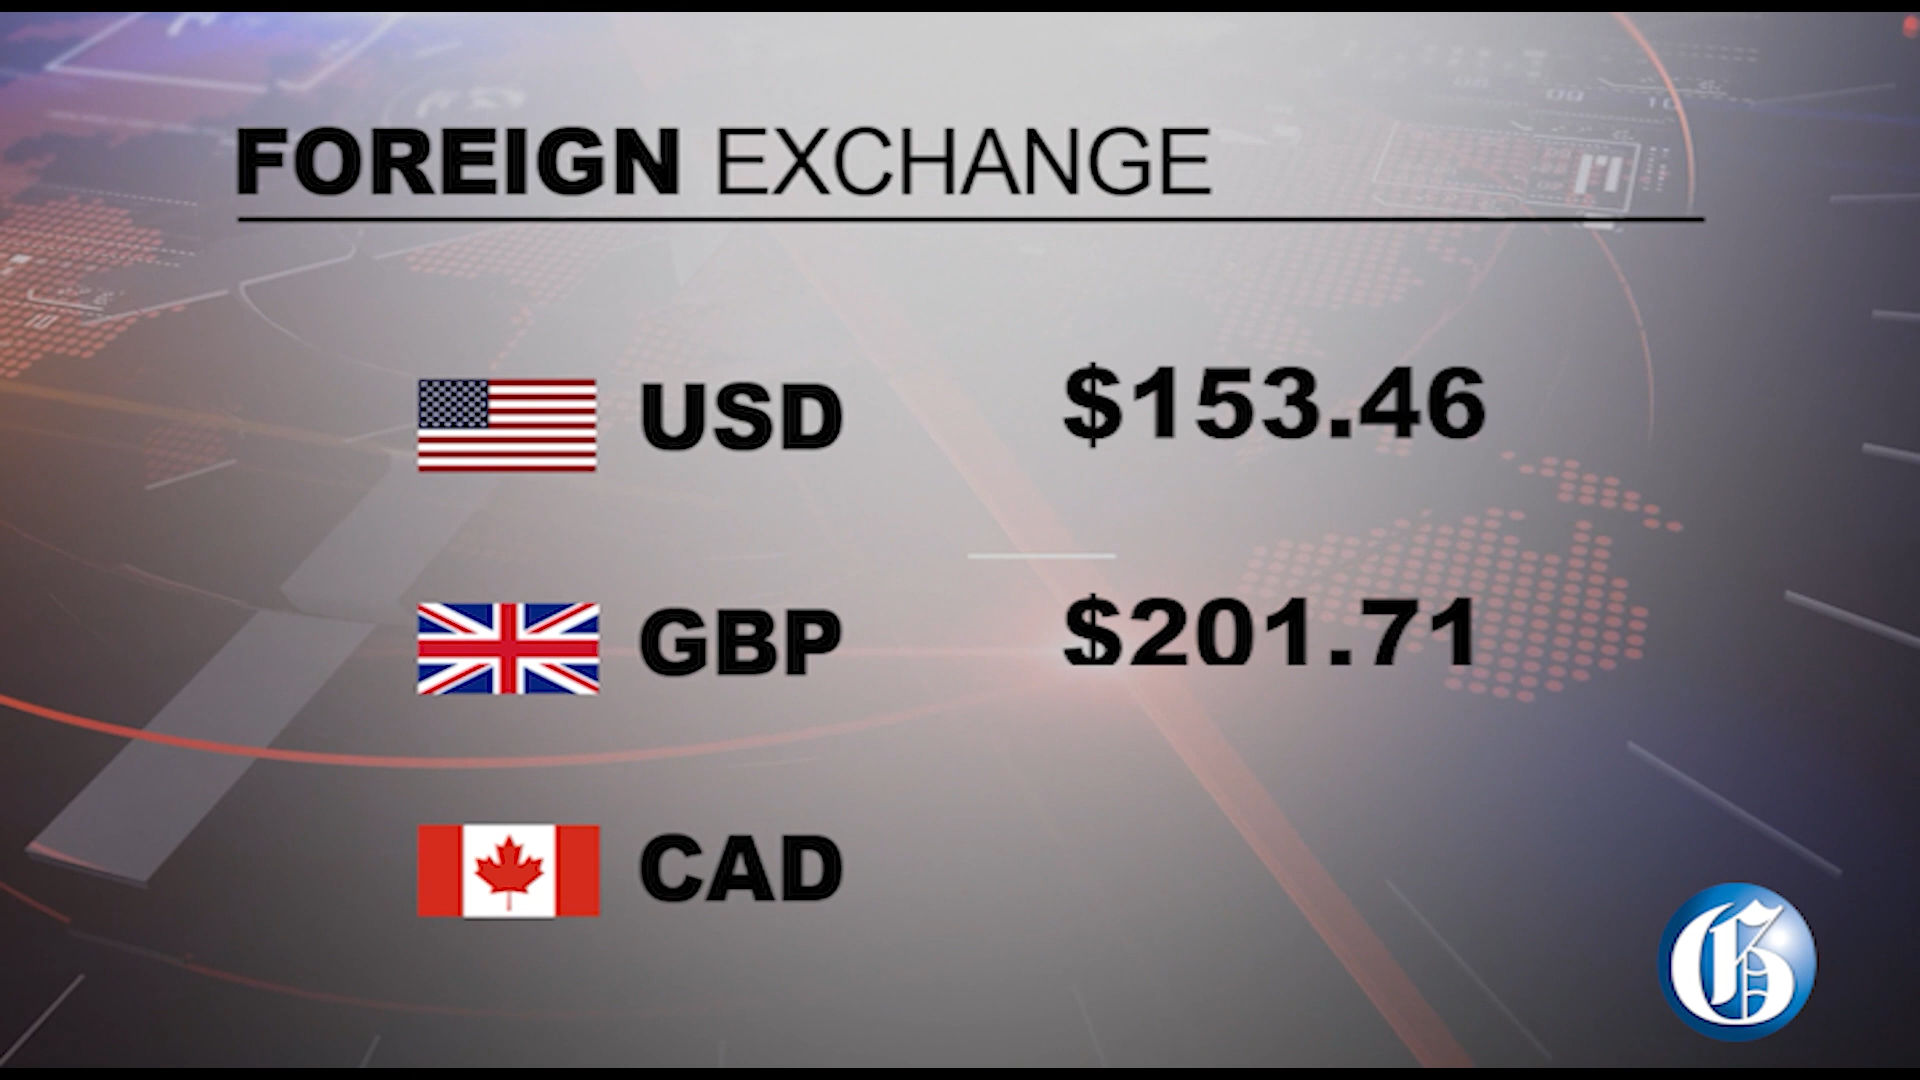 FOREIGN EXCHANGE
USD $153.46
GBP $201.71
CAD
G